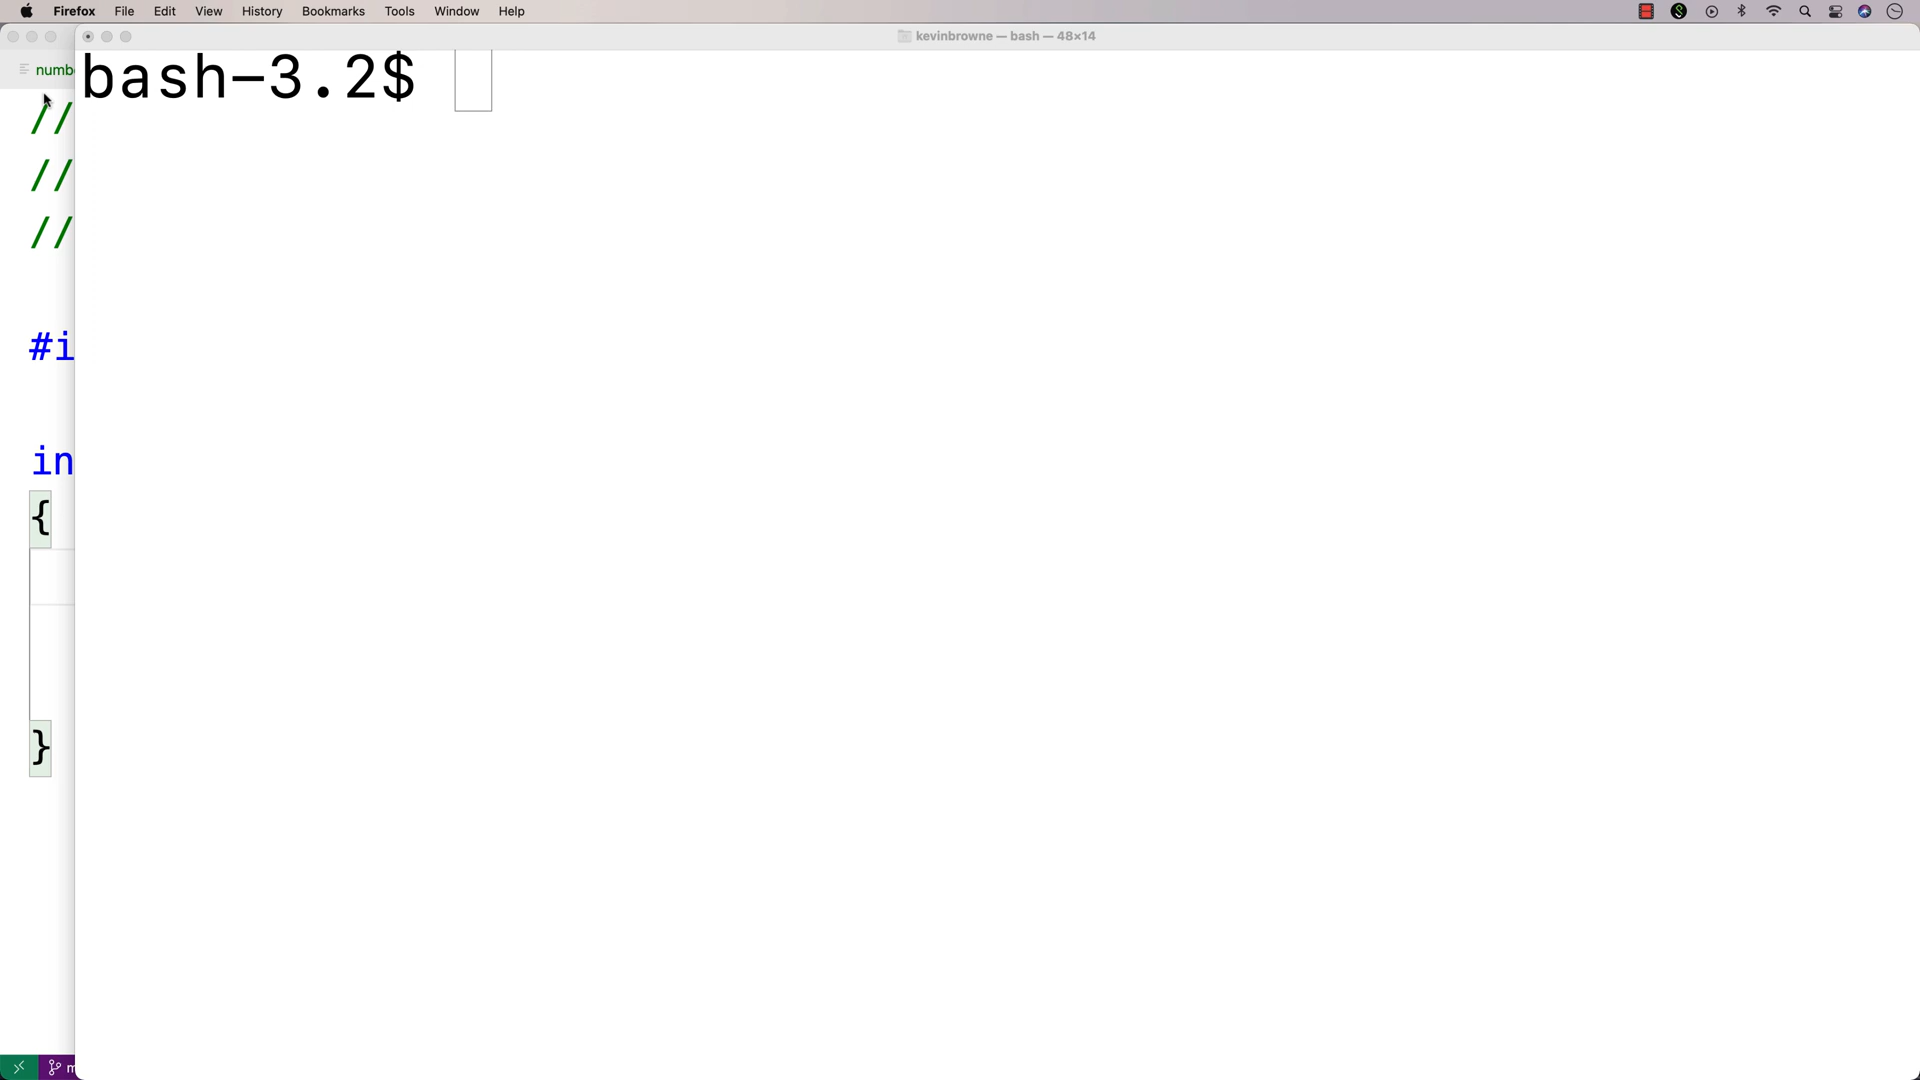 Firefox File Edit View History Bookmarks Tools Window Help
kevinbrowne — bash — 48×14
numb
bash-3.2$
//
//
//
#i
in
{
}